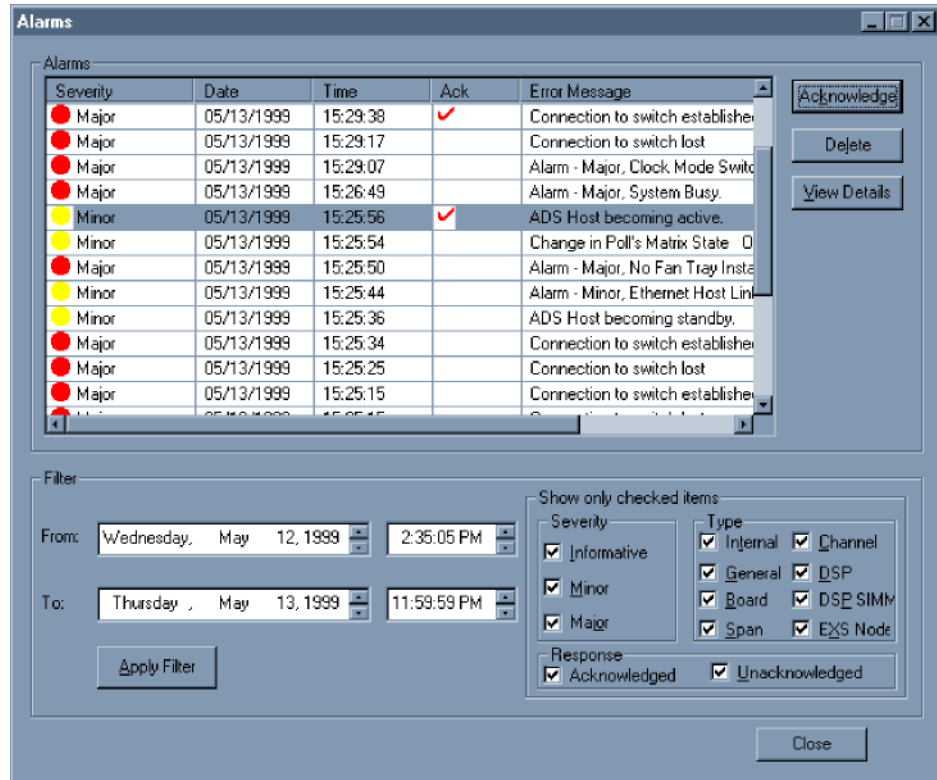 Alarms
Alarms
Severity Date Time Ack Error Message
Major 05/13/1999 15:29:38 Connection to switch established
Major 05/13/1999 15:29:17 Connection to switch lost
Major 05/13/1999 15:29:07 Alarm - Major, Clock Mode Switc
Major 05/13/1999 15:26:49 Alarm - Major, System Busy.
Minor 05/13/1999 15:25:56 ADS Host becoming active.
Minor 05/13/1999 15:25:54 Change in Poll's Matrix State O
Major 05/13/1999 15:25:50 Alarm - Major, No Fan Tray Insta
Minor 05/13/1999 15:25:44 Alarm - Minor, Ethernet Host Link
Minor 05/13/1999 15:25:36 ADS Host becoming standby.
Major 05/13/1999 15:25:34 Connection to switch established
Major 05/13/1999 15:25:25 Connection to switch lost
Major 05/13/1999 15:25:15 Connection to switch established
Acknowledge
Delete
View Details
Filter
From: Wednesday, May 12, 1999 2:35:05 PM
To: Thursday , May 13, 1999 11:59:59 PM
Apply Filter
Show only checked items
Severity
Informative
Minor
Major
Type
Internal Channel
General DSP
Board DSP SIMM
Span EXS Node
Response
Acknowledged Unacknowledged
Close